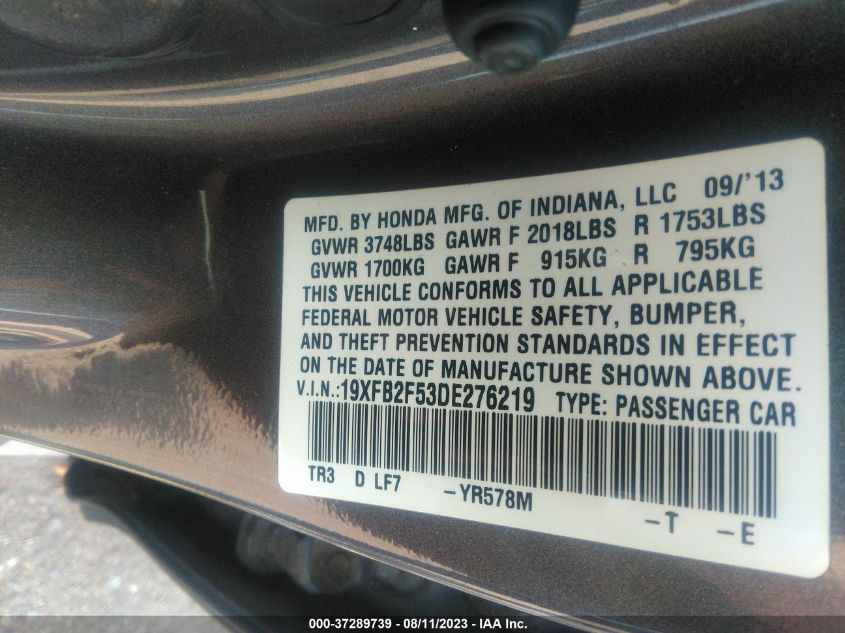 MFD. BY HONDA MFG. OF INDIANA, LLC 09/'13
GVWR 3748LBS GAWR F 2018LBS R 1753LBS
GVWR 1700KG GAWR F 915KG R 795KG
THIS VEHICLE CONFORMS TO ALL APPLICABLE
FEDERAL MOTOR VEHICLE SAFETY, BUMPER,
AND THEFT PREVENTION STANDARDS IN EFFECT
ON THE DATE OF MANUFACTURE SHOWN ABOVE.
V.I.N.:19XFB2F53DE276219 TYPE: PASSENGER CAR
TR3 D LF7 -YR578M -T -E
000-37289739 - 08/11/2023 - IAA Inc.